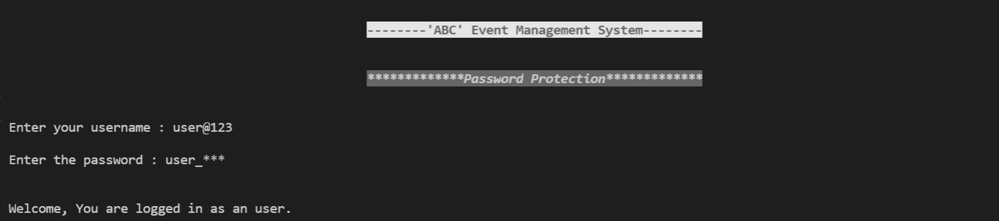 --------'ABC' Event Management System--------
*************Password Protection*************
Enter your username : user@123
Enter the password : user_***
Welcome, You are logged in as an user.